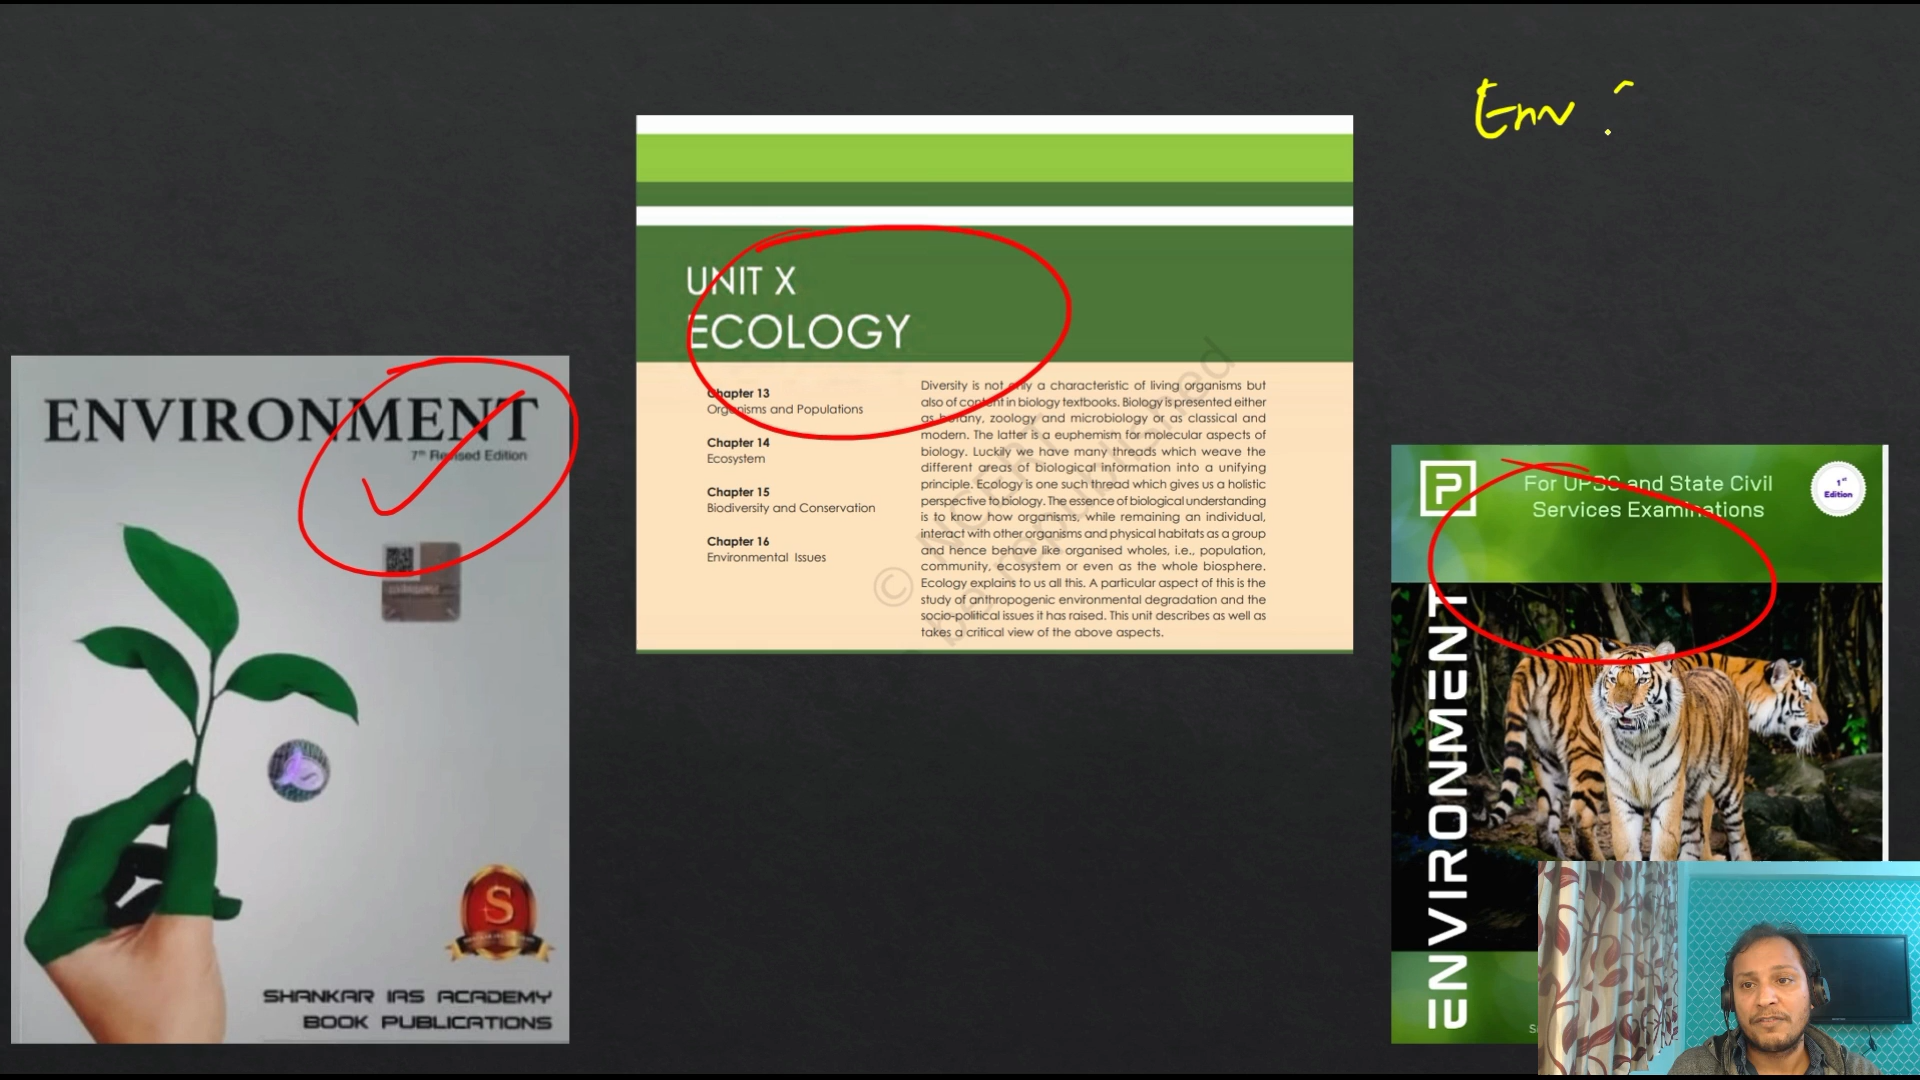 Env :
UNIT X
ECOLOGY
Chapter 13
Organisms and Populations
Chapter 14
Ecosystem
Chapter 15
Biodiversity and Conservation
Chapter 16
Environmental Issues
Diversity is not only a characteristic of living organisms but
also of content in biology textbooks. Biology is presented either
as botany, zoology and microbiology or as classical and
modern. The latter is a euphemism for molecular aspects of
biology. Luckily we have many threads which weave the
different areas of biological information into a unifying
principle. Ecology is one such thread which gives us a holistic
perspective to biology. The essence of biological understanding
is to know how organisms, while remaining an individual,
interact with other organisms and physical habitats as a group
and hence behave like organised wholes, i.e., population,
community, ecosystem or even as the whole biosphere.
Ecology explains to us all this. A particular aspect of this is the
study of anthropogenic environmental degradation and the
socio-political issues it has raised. This unit describes as well as
takes a critical view of the above aspects.
© NCERT
be republished
ENVIRONMENT
7th Revised Edition
S
SHANKAR IAS ACADEMY
BOOK PUBLICATIONS
P
For UPSC and State Civil
Services Examinations
1st
Edition
ENVIRONMENT